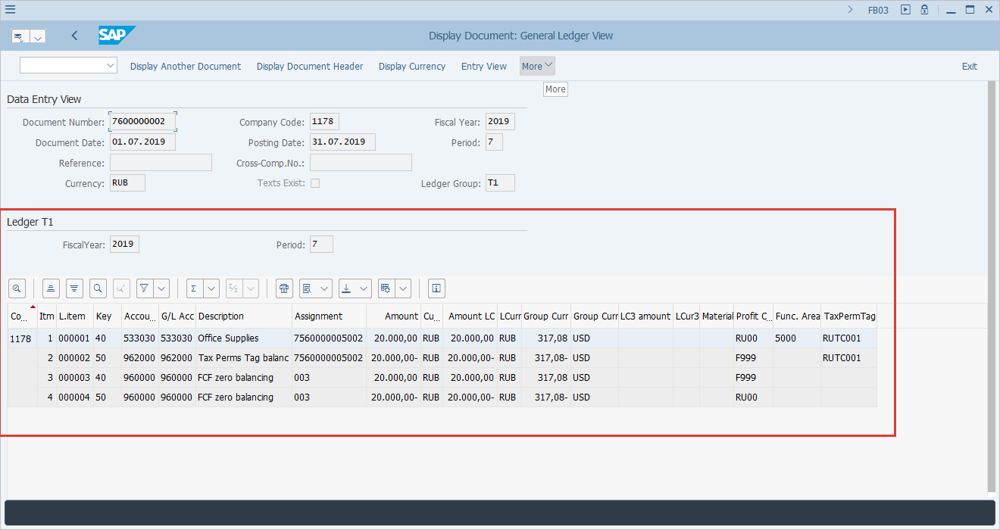 FB03
SAP
Display Document: General Ledger View
Display Another Document Display Document Header Display Currency Entry View More Exit
More
Data Entry View
Document Number: 7600000002 Company Code: 1178 Fiscal Year: 2019
Document Date: 01.07.2019 Posting Date: 31.07.2019 Period: 7
Reference: Cross-Comp.No.:
Currency: RUB Texts Exist: Ledger Group: T1
Ledger T1
FiscalYear: 2019 Period: 7
Co... Itm L.item Key Accou... G/L Acc Description Assignment Amount Cu... Amount LC LCurr Group Curr Group Curr LC3 amount LCur3 Material Profit C... Func. Area TaxPermTag
1178 1 000001 40 533030 533030 Office Supplies 7560000005002 20.000,00 RUB 20.000,00 RUB 317,08 USD RU00 5000 RUTC001
2 000002 50 962000 962000 Tax Perms Tag balanc 7560000005002 20.000,00- RUB 20.000,00- RUB 317,08- USD F999 RUTC001
3 000003 40 960000 960000 FCF zero balancing 003 20.000,00 RUB 20.000,00 RUB 317,08 USD F999
4 000004 50 960000 960000 FCF zero balancing 003 20.000,00- RUB 20.000,00- RUB 317,08- USD RU00